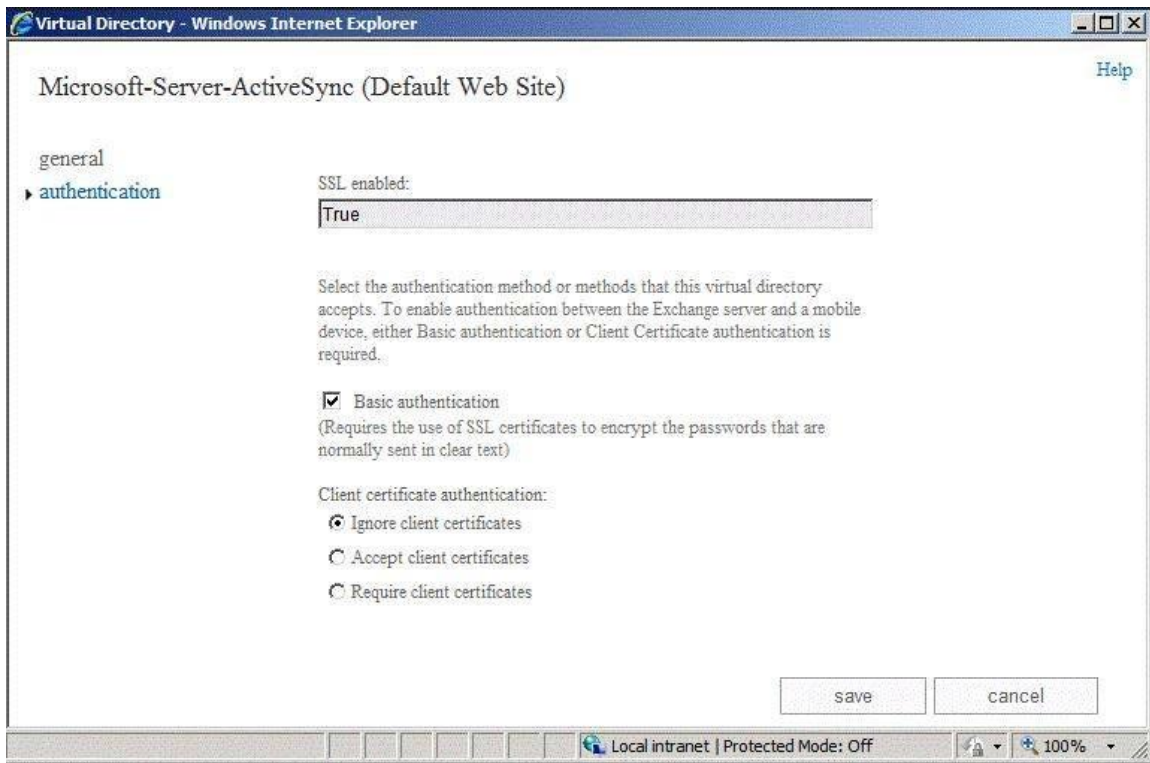 Virtual Directory - Windows Internet Explorer
Help
Microsoft-Server-ActiveSync (Default Web Site)
general
authentication
SSL enabled:
True
Select the authentication method or methods that this virtual directory
accepts. To enable authentication between the Exchange server and a mobile
device, either Basic authentication or Client Certificate authentication is
required.
Basic authentication
(Requires the use of SSL certificates to encrypt the passwords that are
normally sent in clear text)
Client certificate authentication:
Ignore client certificates
Accept client certificates
Require client certificates
save
cancel
Local intranet | Protected Mode: Off
100%